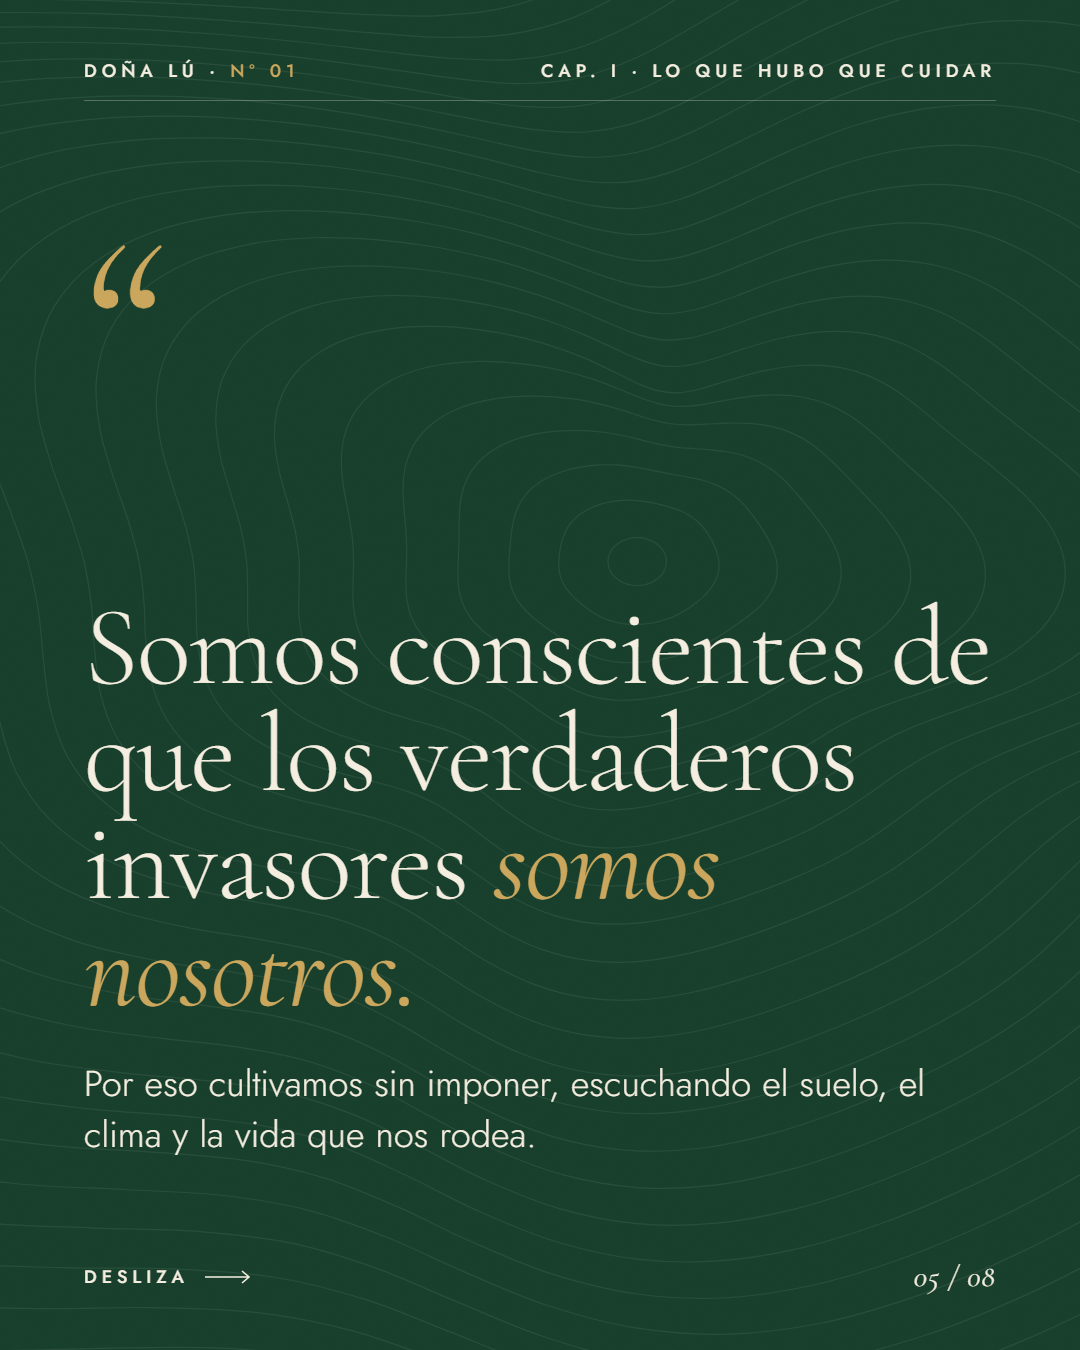 DOÑA LÚ · N° 01
CAP. I · LO QUE HUBO QUE CUIDAR
“
Somos conscientes de
que los verdaderos
invasores somos
nosotros.
Por eso cultivamos sin imponer, escuchando el suelo, el
clima y la vida que nos rodea.
DESLIZA →
05 / 08